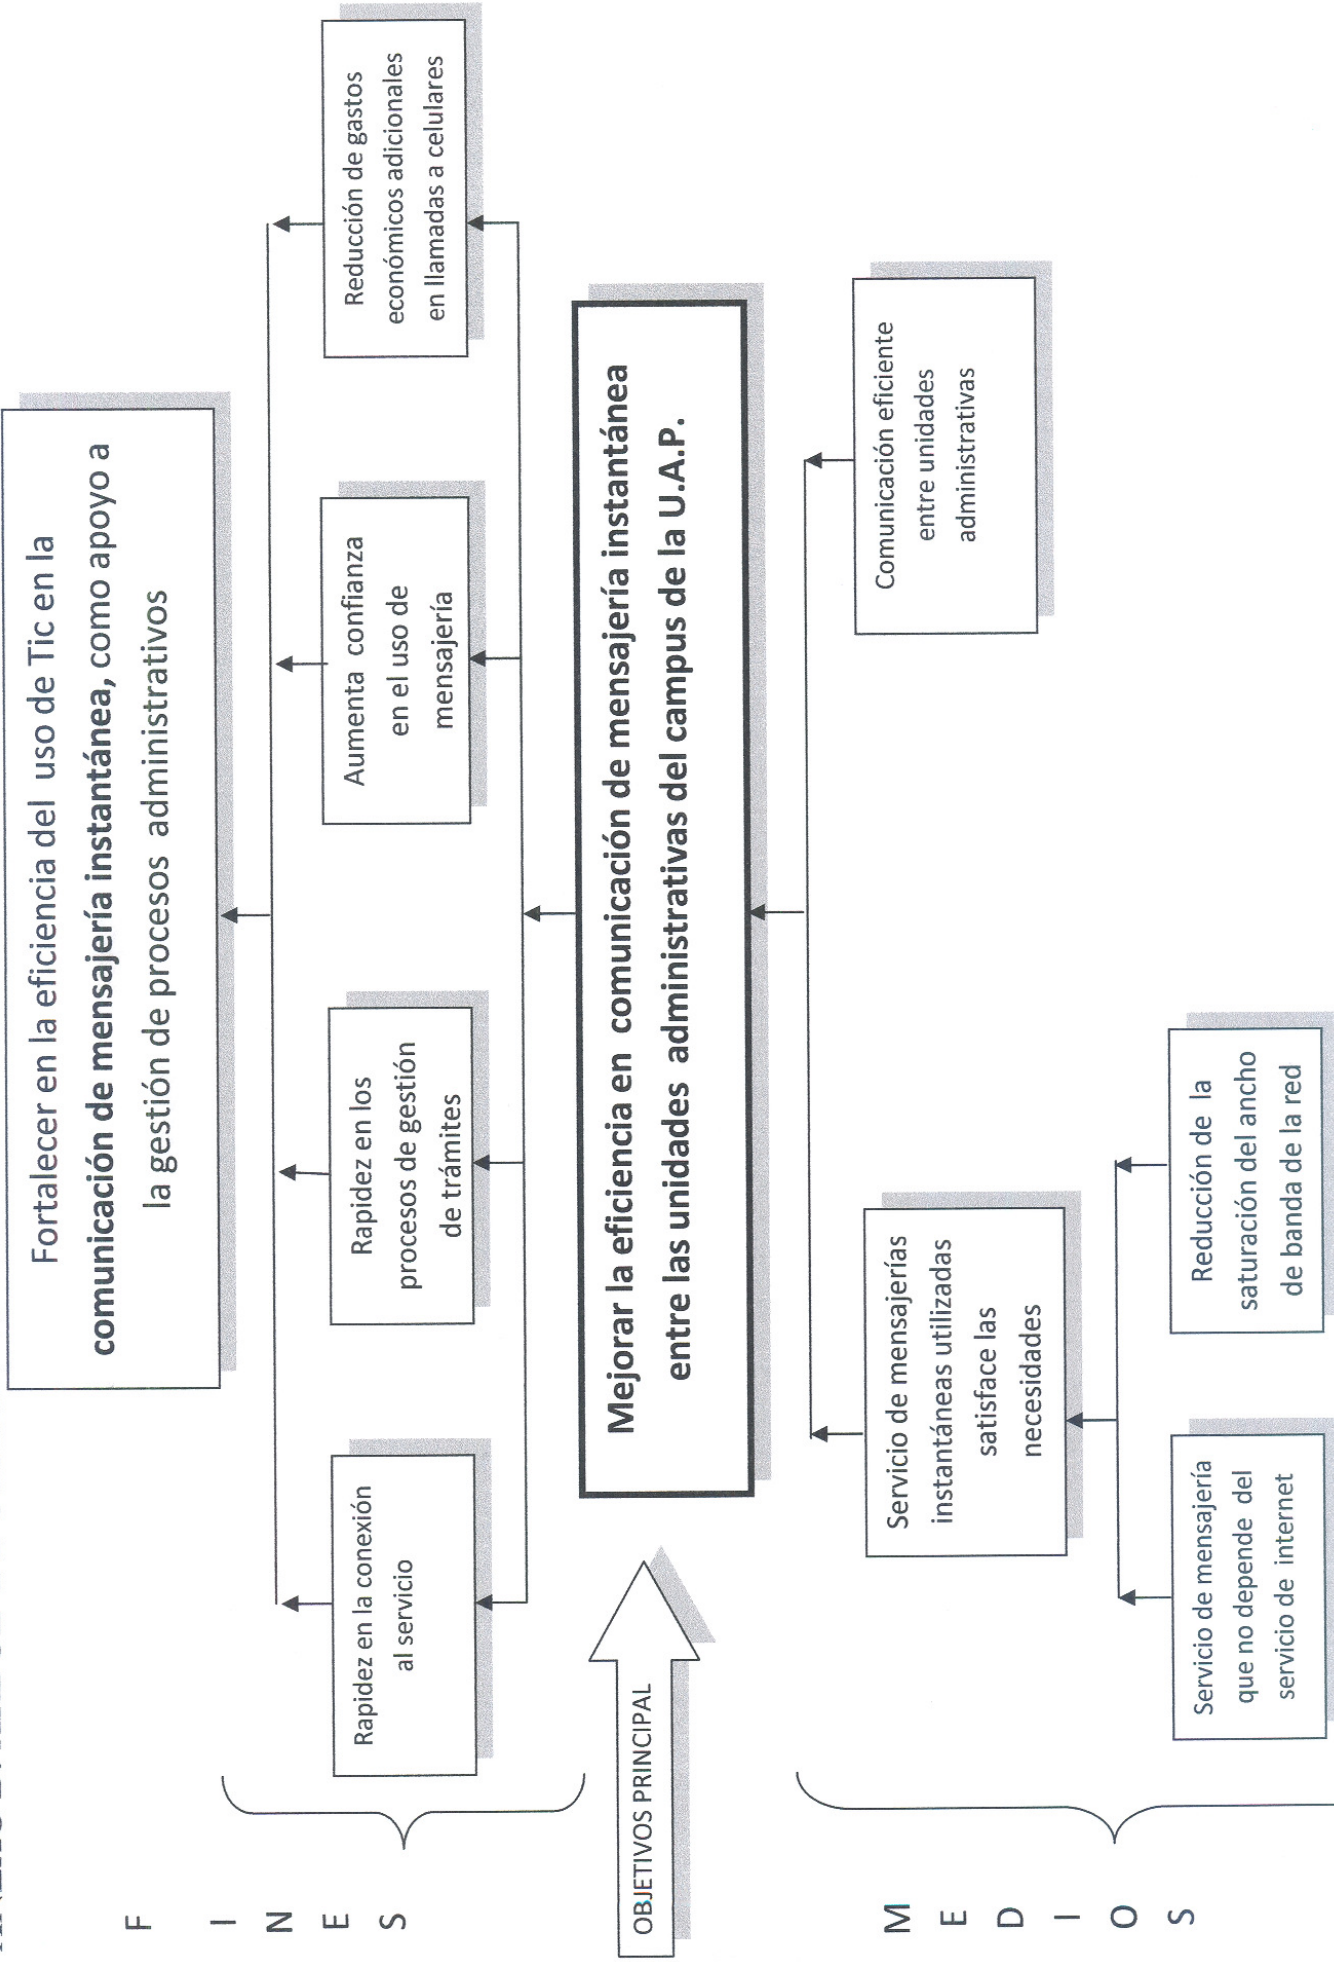 Fortalecer en la eficiencia del uso de Tic en la
comunicación de mensajería instantánea, como apoyo a
la gestión de procesos administrativos
F
I
N
E
S
Rapidez en la conexión
al servicio
Rapidez en los
procesos de gestión
de trámites
Aumenta confianza
en el uso de
mensajería
Reducción de gastos
económicos adicionales
en llamadas a celulares
OBJETIVOS PRINCIPAL
Mejorar la eficiencia en comunicación de mensajería instantánea
entre las unidades administrativas del campus de la U.A.P.
M
E
D
I
O
S
Servicio de mensajerías
instantáneas utilizadas
satisface las
necesidades
Comunicación eficiente
entre unidades
administrativas
Servicio de mensajería
que no depende del
servicio de internet
Reducción de la
saturación del ancho
de banda de la red